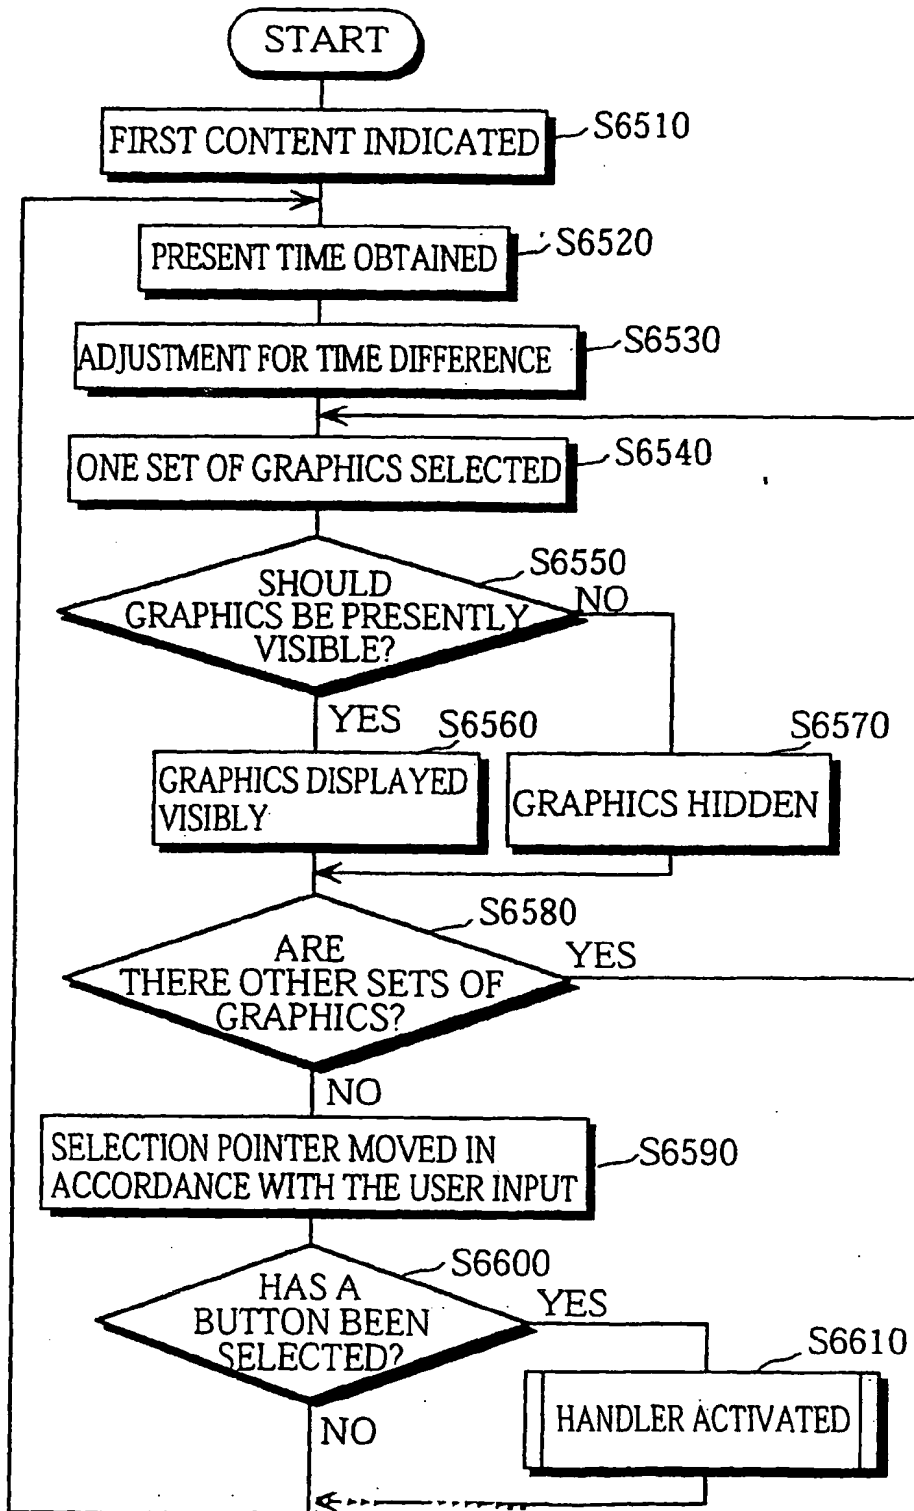 START
FIRST CONTENT INDICATED
S6510
PRESENT TIME OBTAINED
S6520
ADJUSTMENT FOR TIME DIFFERENCE
S6530
ONE SET OF GRAPHICS SELECTED
S6540
S6550
SHOULD
GRAPHICS BE PRESENTLY
VISIBLE?
NO
YES
S6560
GRAPHICS DISPLAYED
VISIBLY
S6570
GRAPHICS HIDDEN
S6580
ARE
THERE OTHER SETS OF
GRAPHICS?
YES
NO
SELECTION POINTER MOVED IN
ACCORDANCE WITH THE USER INPUT
S6590
S6600
HAS A
BUTTON BEEN
SELECTED?
YES
S6610
HANDLER ACTIVATED
NO